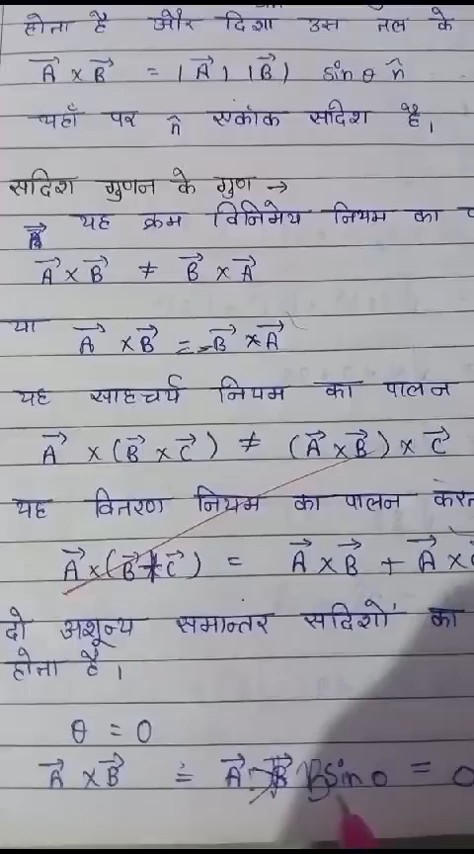 होता है और दिशा उस तल के
A⃗ × B⃗ = |A⃗| |B⃗| sin θ n̂
यहाँ पर n̂ एकांक सदिश है।
सदिश गुणन के गुण →
यह क्रम विनिमेय नियम का
A⃗ × B⃗ ≠ B⃗ × A⃗
या A⃗ × B⃗ = -B⃗ × A⃗
यह साहचर्य नियम का पालन
A⃗ × (B⃗ × C⃗) ≠ (A⃗ × B⃗) × C⃗
यह वितरण नियम का पालन
A⃗ × (B⃗ + C⃗) = A⃗ × B⃗ + A⃗ ×
दो अशून्य समान्तर सदिशों का
होता है।
θ = 0
A⃗ × B⃗ = A⃗ B sin 0 = 0